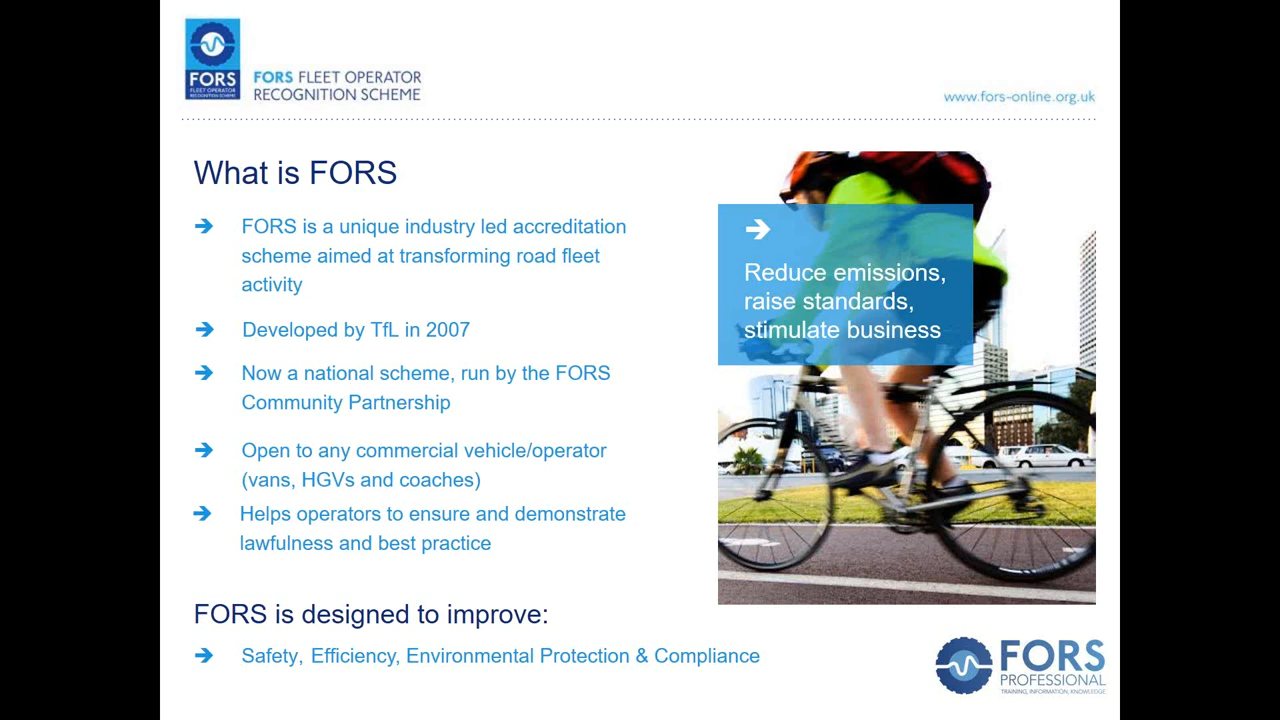 FORS
FLEET OPERATOR
RECOGNITION SCHEME
FORS FLEET OPERATOR
RECOGNITION SCHEME
www.fors-online.org.uk
What is FORS
➔ FORS is a unique industry led accreditation
scheme aimed at transforming road fleet
activity
➔ Developed by TfL in 2007
➔ Now a national scheme, run by the FORS
Community Partnership
➔ Open to any commercial vehicle/operator
(vans, HGVs and coaches)
➔ Helps operators to ensure and demonstrate
lawfulness and best practice
➔
Reduce emissions,
raise standards,
stimulate business
FORS is designed to improve:
➔ Safety, Efficiency, Environmental Protection & Compliance
FORS
PROFESSIONAL
TRAINING, INFORMATION, KNOWLEDGE